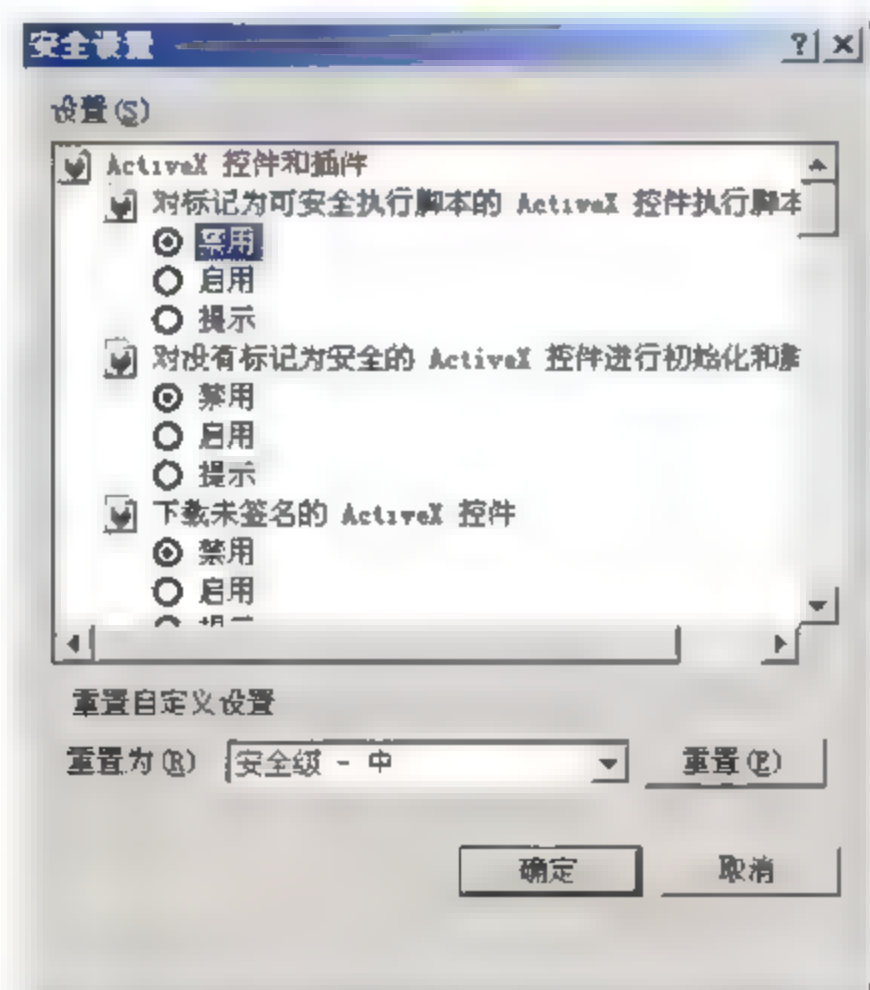 安全设置
设置(S)
ActiveX 控件和插件
对标记为可安全执行脚本的 ActiveX 控件执行脚本
禁用
启用
提示
对没有标记为安全的 ActiveX 控件进行初始化和
禁用
启用
提示
下载未签名的 ActiveX 控件
禁用
启用
重置自定义设置
重置为(R) 安全级 - 中 重置(E)
确定 取消